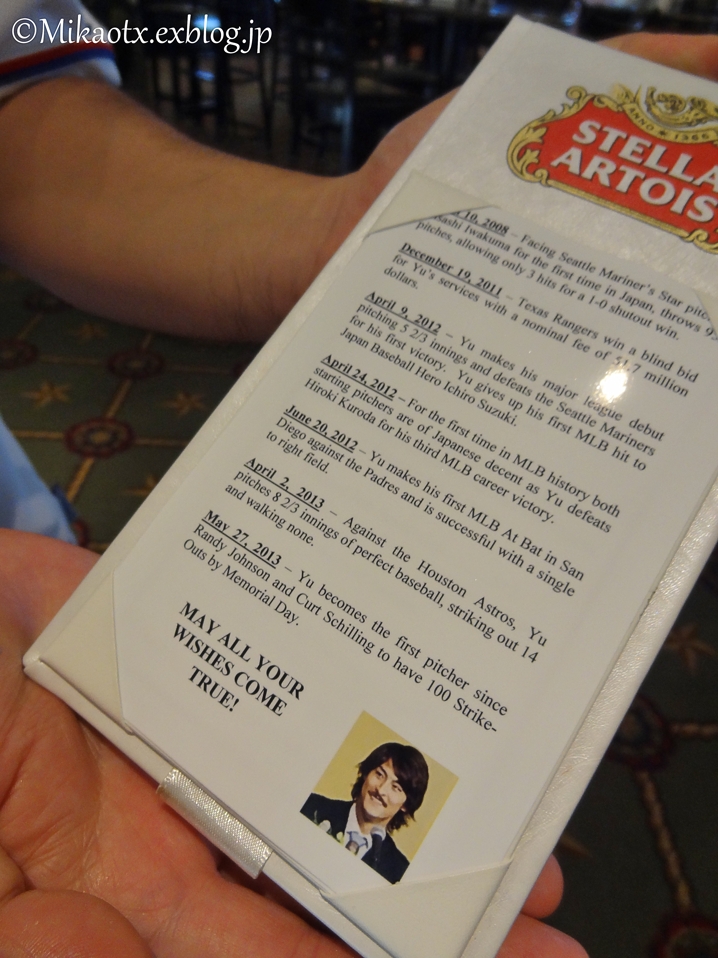 ©Mikaotx.exblog.jp
ANNO 1366
STELLA
ARTOIS
10, 2008 – Facing Seattle Mariner's Star
Iwakuma for the first time in Japan, throws
pitches, allowing only 3 hits for a 1-0 shutout win.
December 19, 2011 – Texas Rangers win a blind bid
for Yu's services with a nominal fee of $1.7 million
dollars.
April 9, 2012 – Yu makes his major league debut
pitching 5 2/3 innings and defeats the Seattle Mariners
for his first victory. Yu gives up his first MLB hit to
Japan Baseball Hero Ichiro Suzuki.
April 24, 2012 – For the first time in MLB history both
starting pitchers are of Japanese decent as Yu defeats
Hiroki Kuroda for his third MLB career victory.
June 20, 2012 – Yu makes his first MLB At Bat in San
Diego against the Padres and is successful with a single
to right field.
April 2, 2013 – Against the Houston Astros, Yu
pitches 8 2/3 innings of perfect baseball, striking out 14
and walking none.
May 27, 2013 – Yu becomes the first pitcher since
Randy Johnson and Curt Schilling to have 100 Strike-
Outs by Memorial Day.
MAY ALL YOUR
WISHES COME
TRUE!